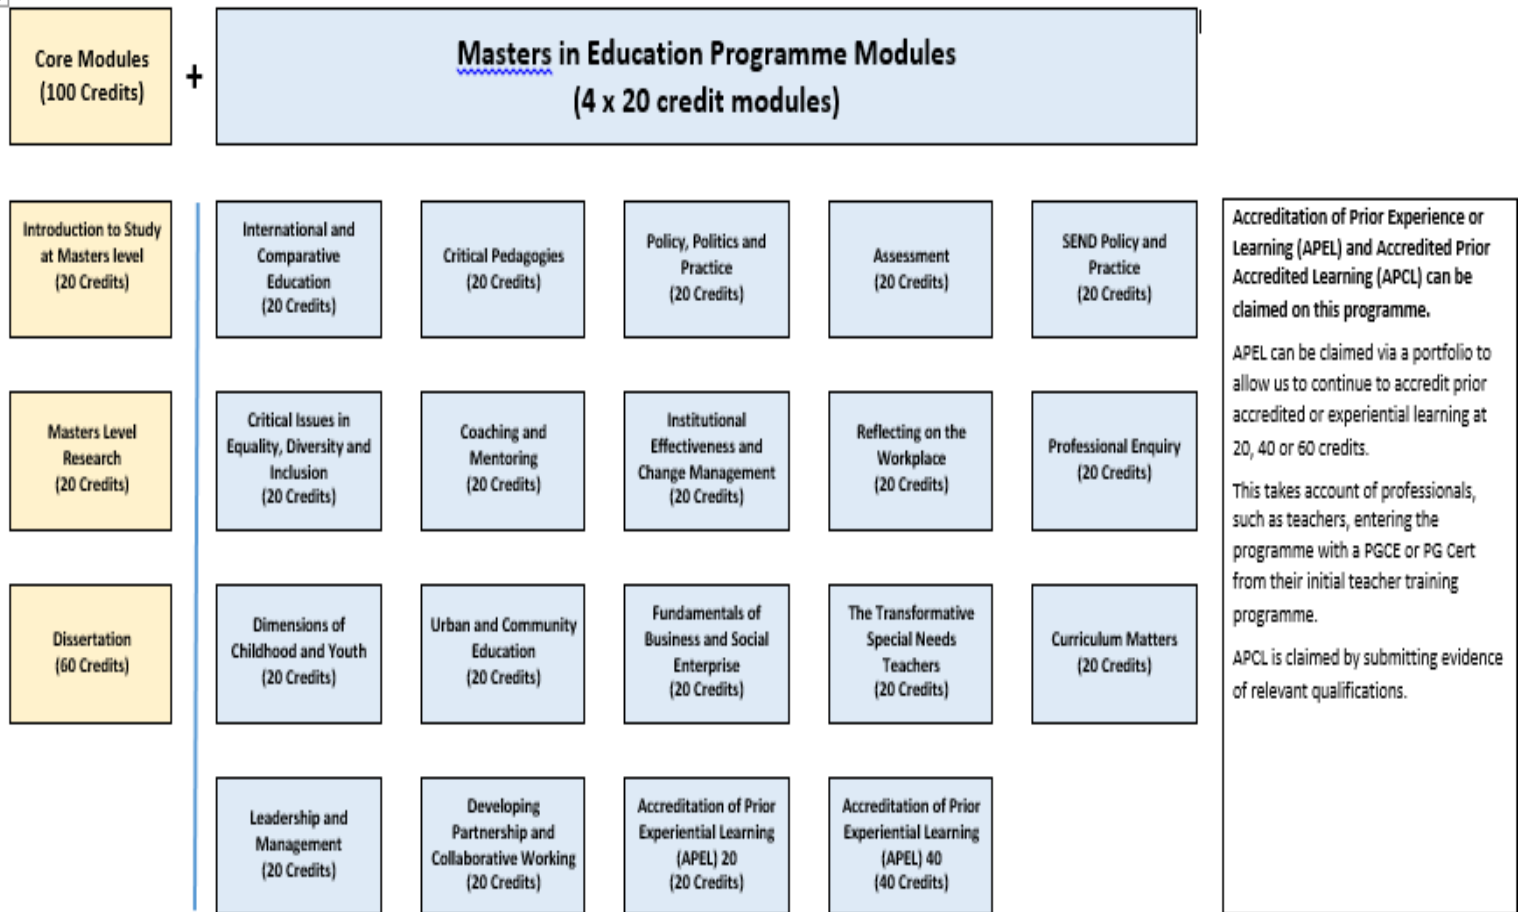 Core Modules
(100 Credits)
+
Masters in Education Programme Modules
(4 x 20 credit modules)
Introduction to Study
at Masters level
(20 Credits)
International and
Comparative
Education
(20 Credits)
Critical Pedagogies
(20 Credits)
Policy, Politics and
Practice
(20 Credits)
Assessment
(20 Credits)
SEND Policy and
Practice
(20 Credits)
Masters Level
Research
(20 Credits)
Critical Issues in
Equality, Diversity and
Inclusion
(20 Credits)
Coaching and
Mentoring
(20 Credits)
Institutional
Effectiveness and
Change Management
(20 Credits)
Reflecting on the
Workplace
(20 Credits)
Professional Enquiry
(20 Credits)
Dissertation
(60 Credits)
Dimensions of
Childhood and Youth
(20 Credits)
Urban and Community
Education
(20 Credits)
Fundamentals of
Business and Social
Enterprise
(20 Credits)
The Transformative
Special Needs
Teachers
(20 Credits)
Curriculum Matters
(20 Credits)
Leadership and
Management
(20 Credits)
Developing
Partnership and
Collaborative Working
(20 Credits)
Accreditation of Prior
Experiential Learning
(APEL) 20
(20 Credits)
Accreditation of Prior
Experiential Learning
(APEL) 40
(40 Credits)
Accreditation of Prior Experience or
Learning (APEL) and Accredited Prior
Accredited Learning (APCL) can be
claimed on this programme.
APEL can be claimed via a portfolio to
allow us to continue to accredit prior
accredited or experiential learning at
20, 40 or 60 credits.
This takes account of professionals,
such as teachers, entering the
programme with a PGCE or PG Cert
from their initial teacher training
programme.
APCL is claimed by submitting evidence
of relevant qualifications.